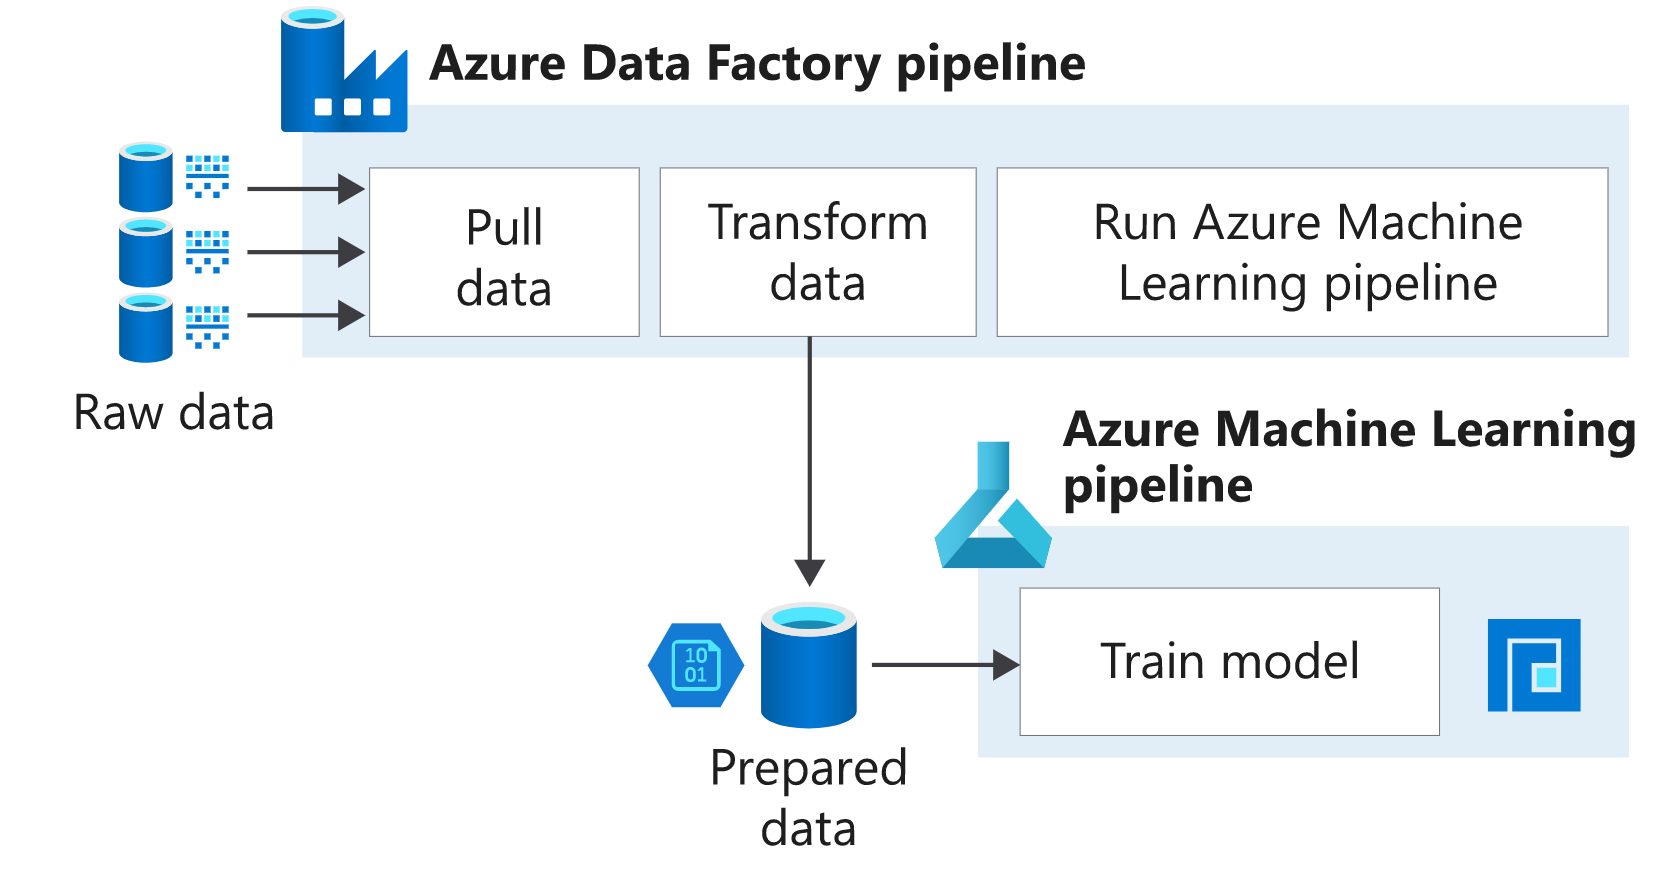 Azure Data Factory pipeline
Pull
data
Transform
data
Run Azure Machine
Learning pipeline
Raw data
Azure Machine Learning
pipeline
Train model
10
01
Prepared
data